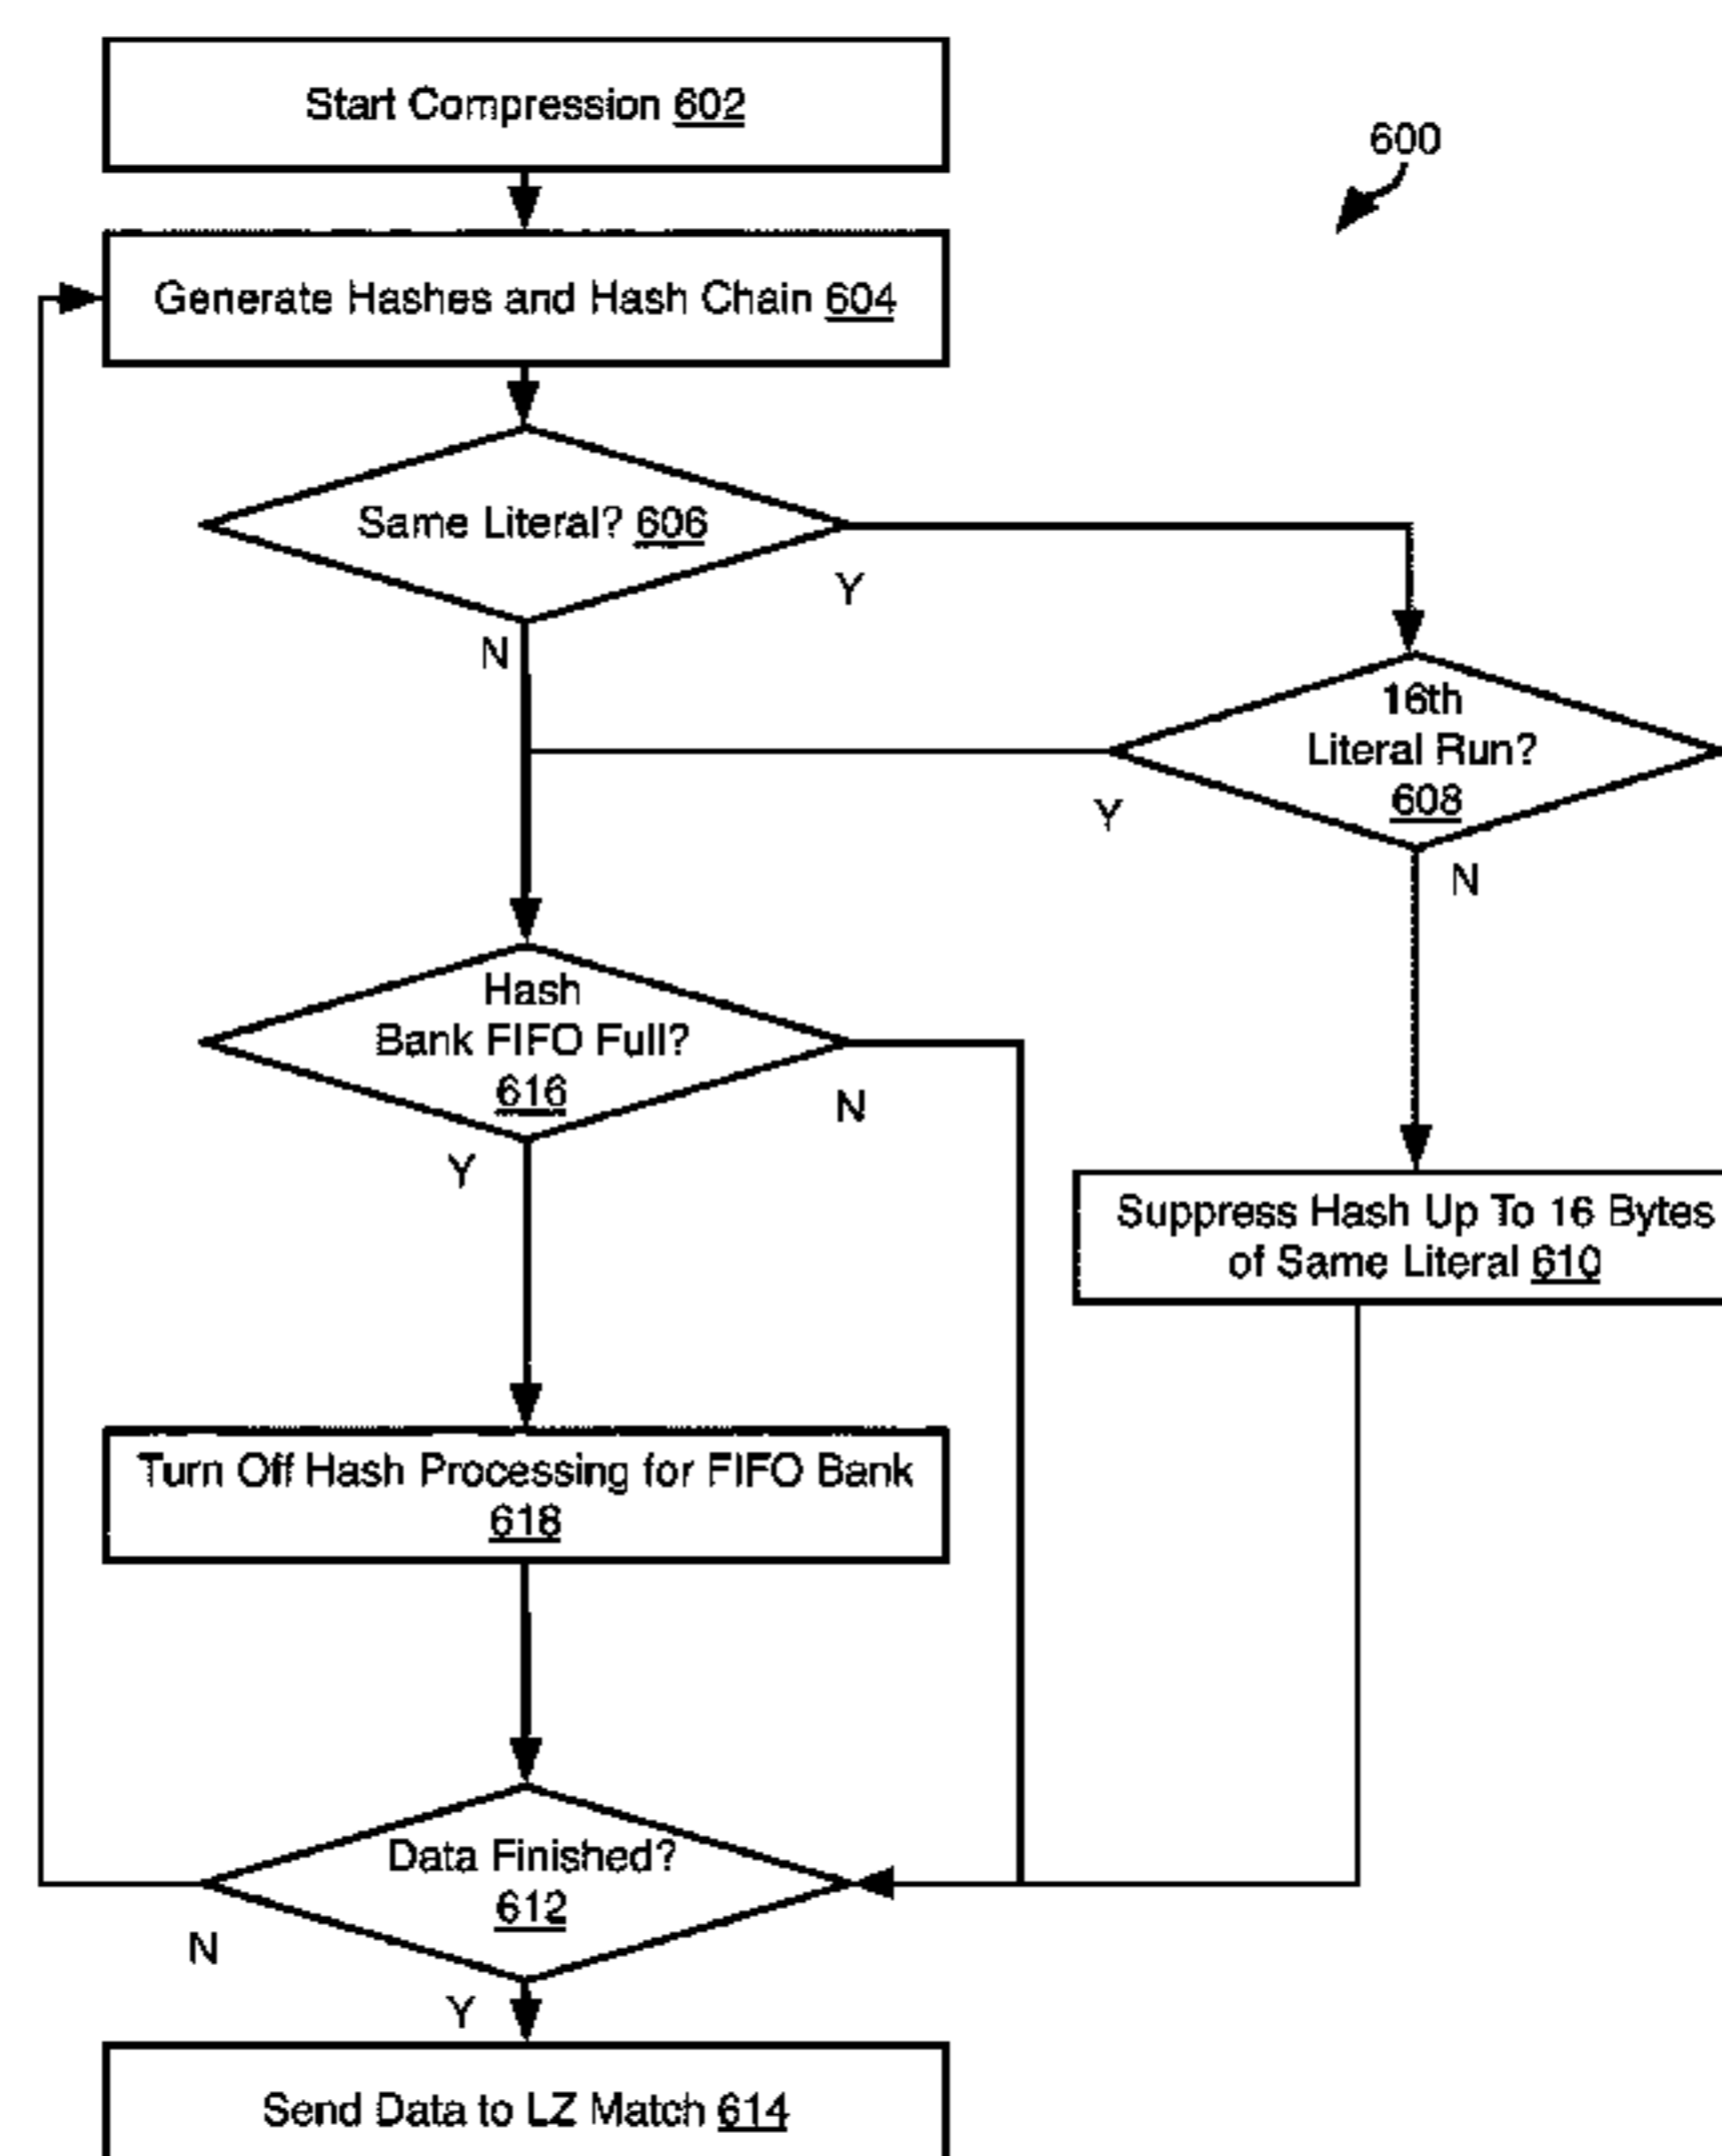 Start Compression 602
600
Generate Hashes and Hash Chain 604
Same Literal? 606
Y
N
16th
Literal Run?
608
Y
N
Hash
Bank FIFO Full?
616
N
Y
Suppress Hash Up To 16 Bytes
of Same Literal 610
Turn Off Hash Processing for FIFO Bank
618
Data Finished?
612
N
Y
Send Data to LZ Match 614